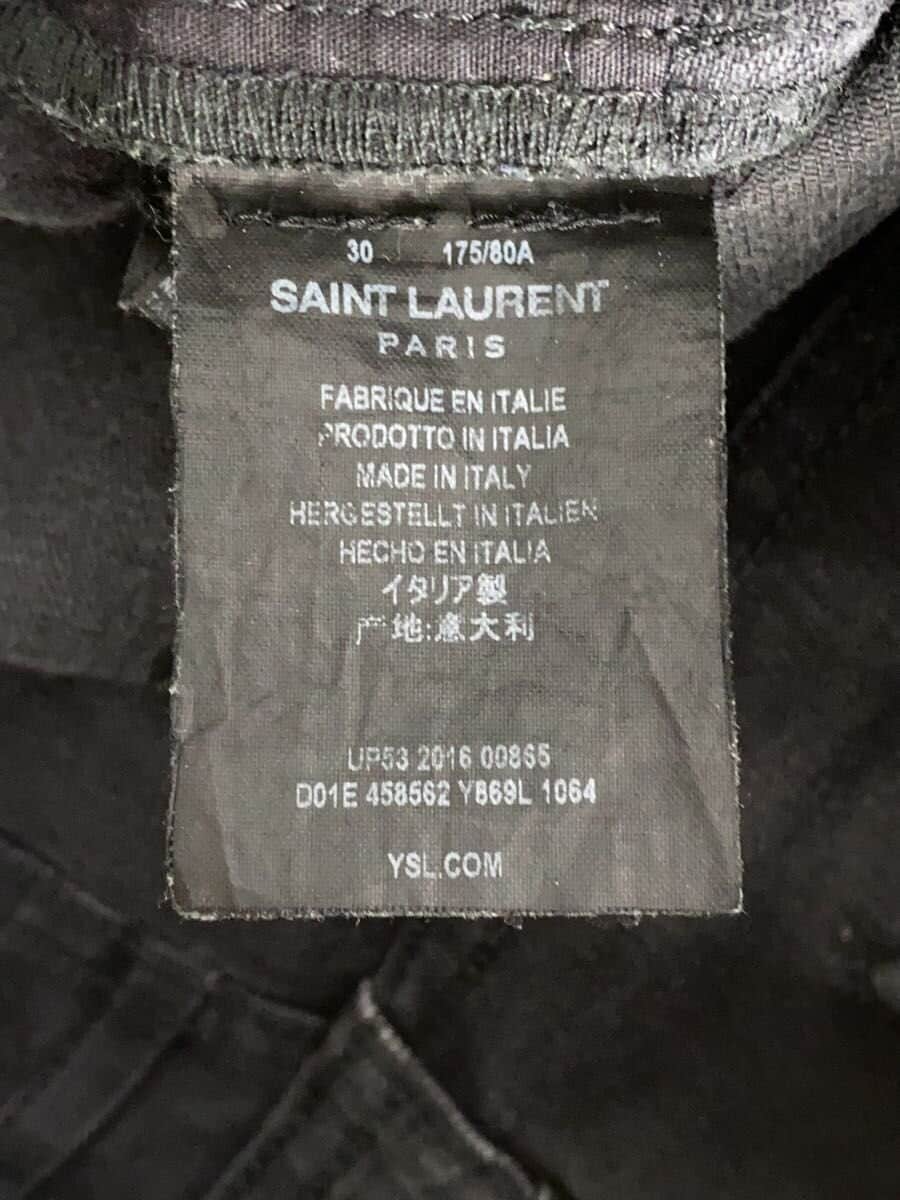 30 175/80A
SAINT LAURENT
PARIS
FABRIQUE EN ITALIE
PRODOTTO IN ITALIA
MADE IN ITALY
HERGESTELLT IN ITALIEN
HECHO EN ITALIA
イタリア製
产地:意大利
UP53 2016 00865
D01E 458562 Y869L 1064
YSL.COM